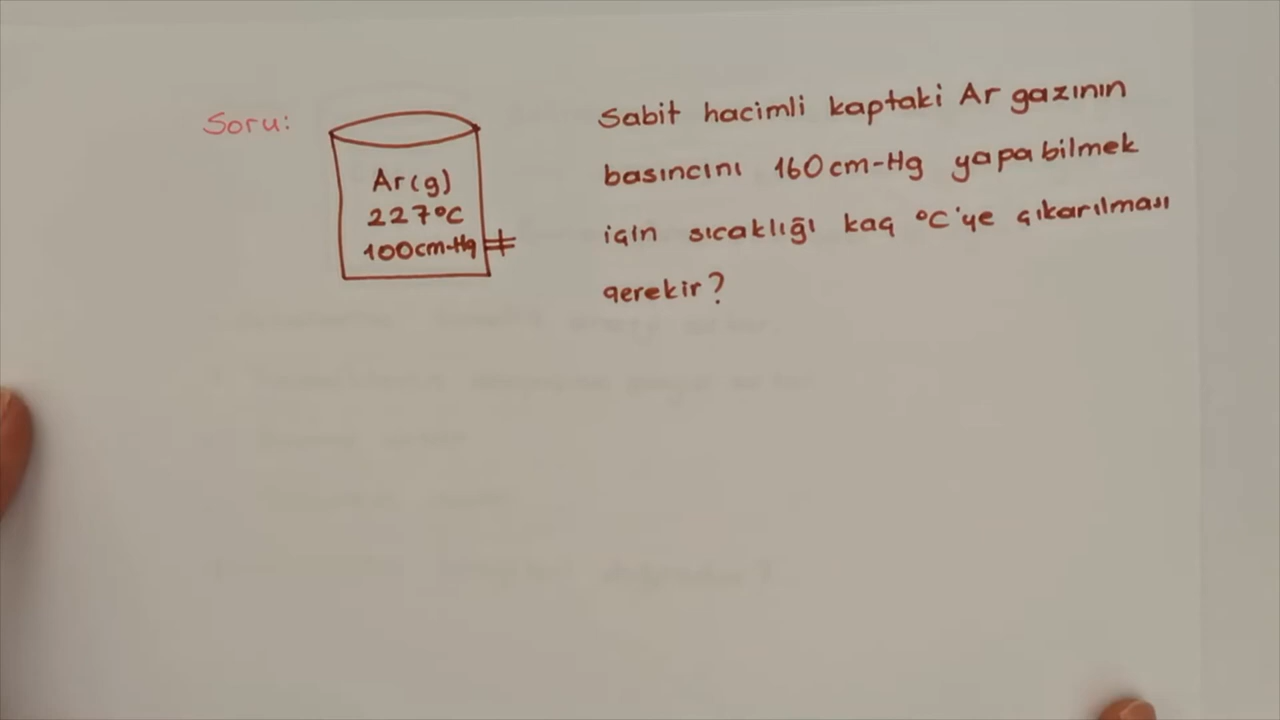 Soru:
Ar(g)
227°C
100cm-Hg
Sabit hacimli kaptaki Ar gazının
basıncını 160cm-Hg yapabilmek
için sıcaklığı kaç °C'ye çıkarılması
gerekir?